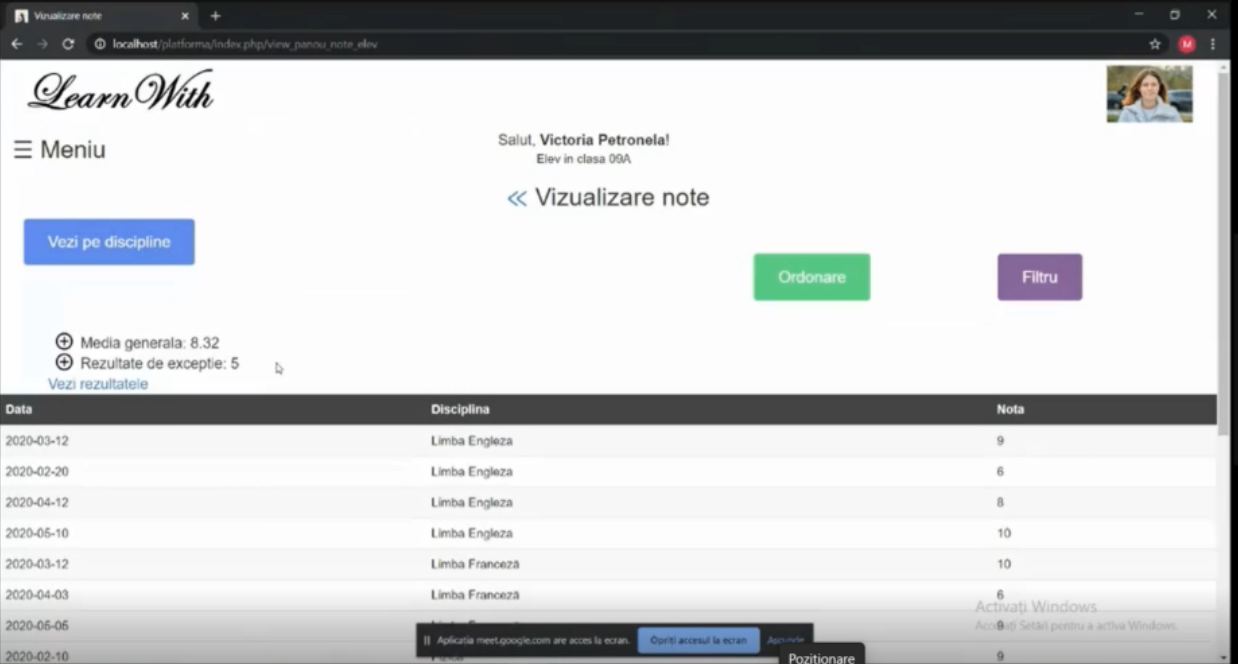 Vizualizare note
localhost/platforma/index.php/view_panou_note_elev
M
LearnWith
☰ Meniu
Salut, Victoria Petronela!
Elev in clasa 09A
« Vizualizare note
Vezi pe discipline
Ordonare
Filtru
Media generala: 8.32
Rezultate de exceptie: 5
Vezi rezultatele
Data Disciplina Nota
2020-03-12 Limba Engleza 9
2020-02-20 Limba Engleza 6
2020-04-12 Limba Engleza 8
2020-05-10 Limba Engleza 10
2020-03-12 Limba Franceză 10
2020-04-03 Limba Franceză 6
Activați Windows
2020-05-05 9
Setări pentru a activa Windows.
Aplicația meet.google.com are acces la ecran. Opriți accesul la ecran Ascunde
2020-02-10 Fizica 9
Pozitionare